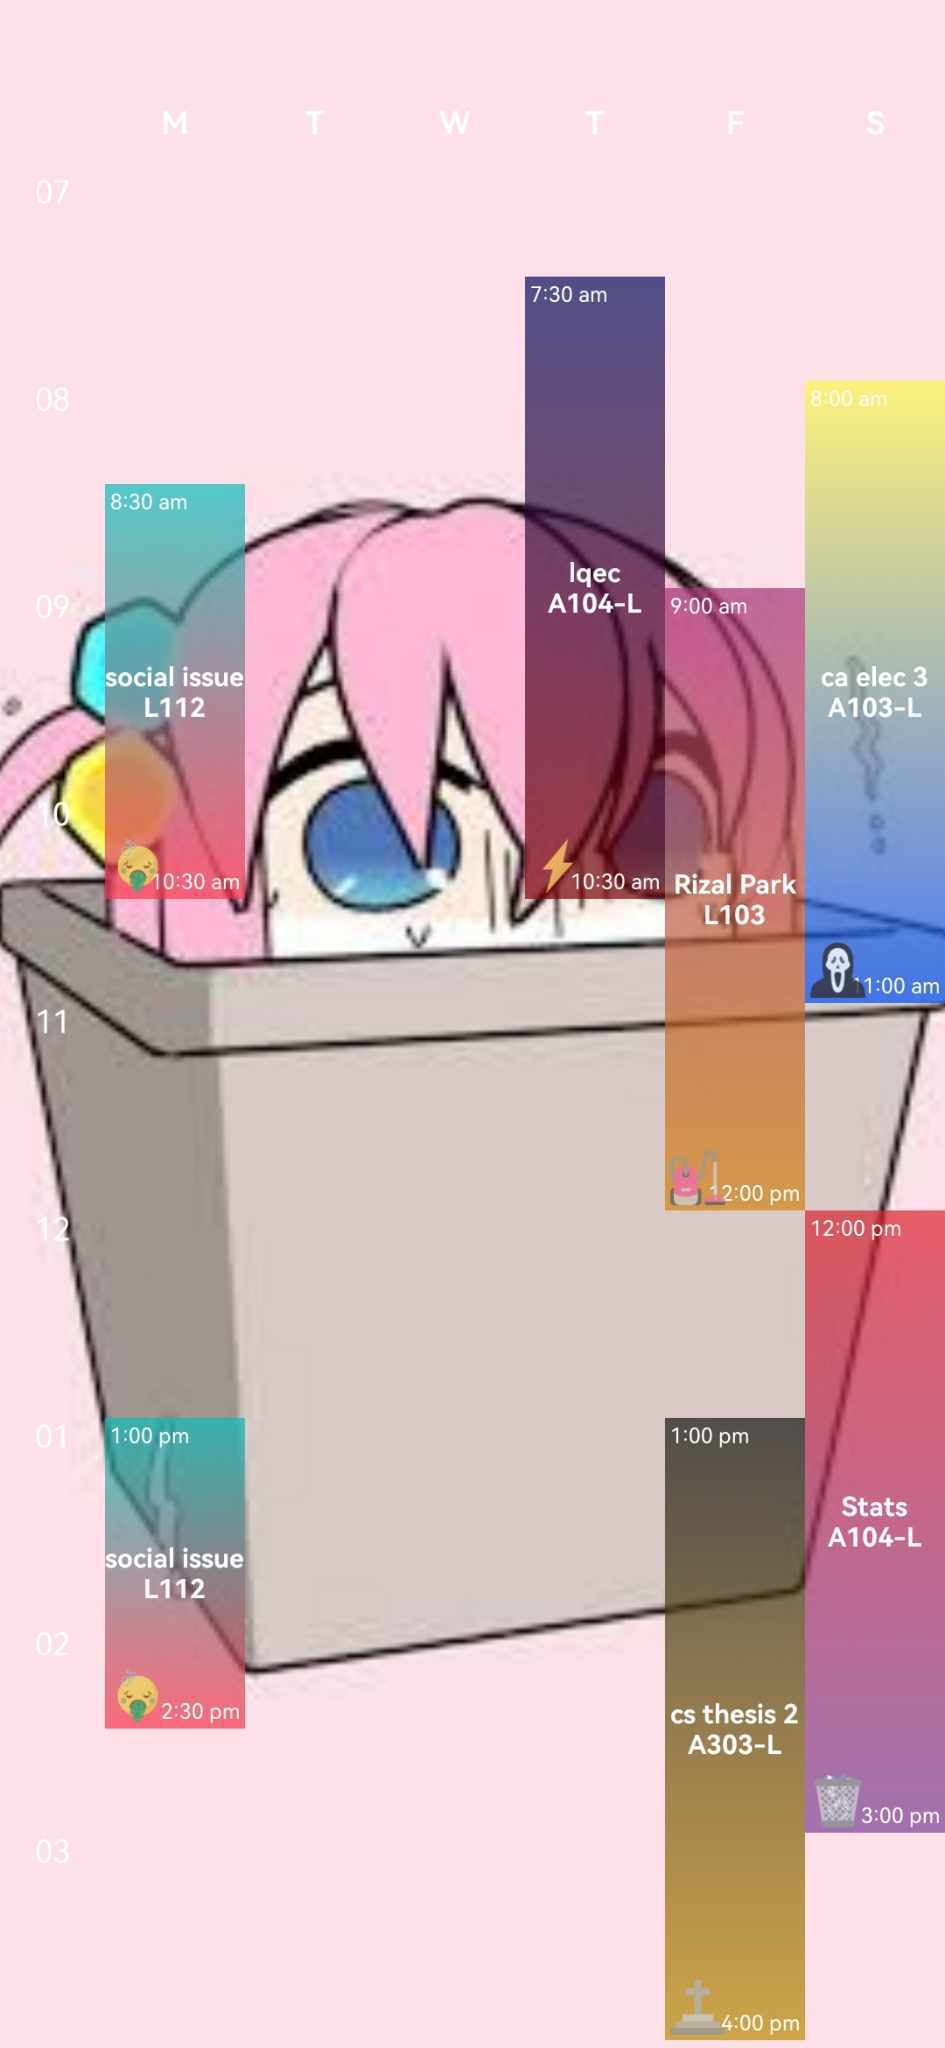 M T W T F S
07
7:30 am
08
8:00 am
8:30 am
lqec
A104-L
09
9:00 am
social issue
L112
ca elec 3
A103-L
10
10:30 am
10:30 am
Rizal Park
L103
11:00 am
11
12:00 pm
12
12:00 pm
01
1:00 pm
1:00 pm
Stats
A104-L
social issue
L112
02
2:30 pm
cs thesis 2
A303-L
3:00 pm
03
4:00 pm